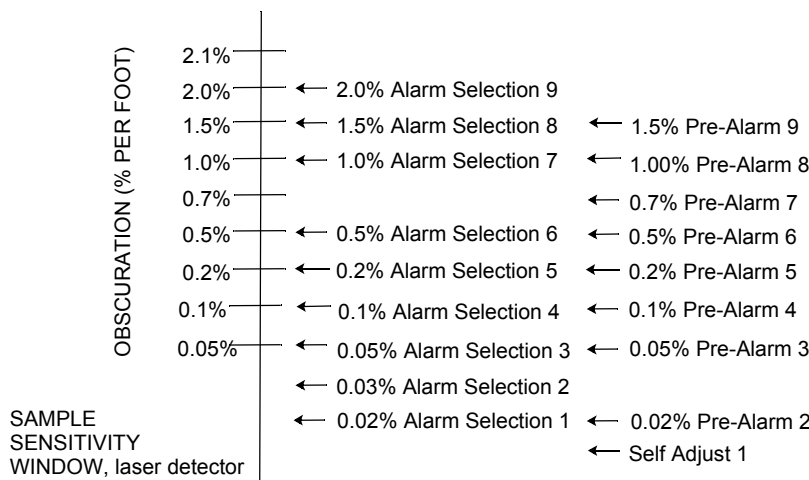 OBSCURATION (% PER FOOT)
2.1%
2.0% 2.0% Alarm Selection 9
1.5% 1.5% Alarm Selection 8 1.5% Pre-Alarm 9
1.0% 1.0% Alarm Selection 7 1.00% Pre-Alarm 8
0.7% 0.7% Pre-Alarm 7
0.5% 0.5% Alarm Selection 6 0.5% Pre-Alarm 6
0.2% 0.2% Alarm Selection 5 0.2% Pre-Alarm 5
0.1% 0.1% Alarm Selection 4 0.1% Pre-Alarm 4
0.05% 0.05% Alarm Selection 3 0.05% Pre-Alarm 3
0.03% Alarm Selection 2
0.02% Alarm Selection 1 0.02% Pre-Alarm 2
Self Adjust 1
SAMPLE
SENSITIVITY
WINDOW, laser detector